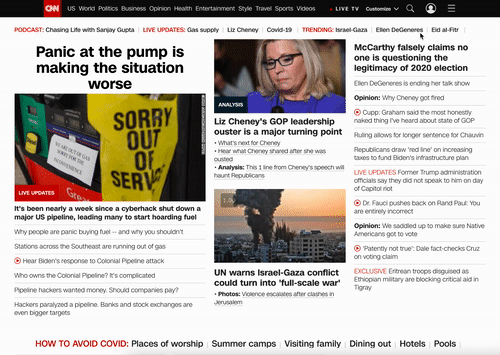 CNN US World Politics Business Opinion Health Entertainment Style Travel Sports Videos LIVE TV Customize
PODCAST: Chasing Life with Sanjay Gupta LIVE UPDATES: Gas supply Liz Cheney Covid-19 TRENDING: Israel-Gaza Ellen DeGeneres Eid al-Fitr
Panic at the pump is
making the situation
worse
SORRY
OUT OF
SERVICE
LIVE UPDATES
It's been nearly a week since a cyberhack shut down a
major US pipeline, leading many to start hoarding fuel
Why people are panic buying fuel -- and why you shouldn't
Stations across the Southeast are running out of gas
Hear Biden's response to Colonial Pipeline attack
Who owns the Colonial Pipeline? It's complicated
Pipeline hackers wanted money. Should companies pay?
Hackers paralyzed a pipeline. Banks and stock exchanges are
even bigger targets
ANALYSIS
Liz Cheney's GOP leadership
ouster is a major turning point
• What's next for Cheney
• Hear what Cheney shared after she was
ousted
• Analysis: This 1 line from Cheney's speech will
haunt Republicans
UN warns Israel-Gaza conflict
could turn into 'full-scale war'
• Photos: Violence escalates after clashes in
Jerusalem
McCarthy falsely claims no
one is questioning the
legitimacy of 2020 election
Ellen DeGeneres is ending her talk show
Opinion: Why Cheney got fired
Cupp: Graham said the most honestly
naked thing I've heard about state of GOP
Ruling allows for longer sentence for Chauvin
Republicans draw 'red line' on increasing
taxes to fund Biden's infrastructure plan
LIVE UPDATES Former Trump administration
officials say they did not speak to him on day
of Capitol riot
Dr. Fauci pushes back on Rand Paul: You
are entirely incorrect
Opinion: We saddled up to make sure Native
Americans got to vote
'Patently not true': Dale fact-checks Cruz
on voting claim
EXCLUSIVE Eritrean troops disguised as
Ethiopian military are blocking critical aid in
Tigray
HOW TO AVOID COVID: Places of worship Summer camps Visiting family Dining out Hotels Pools